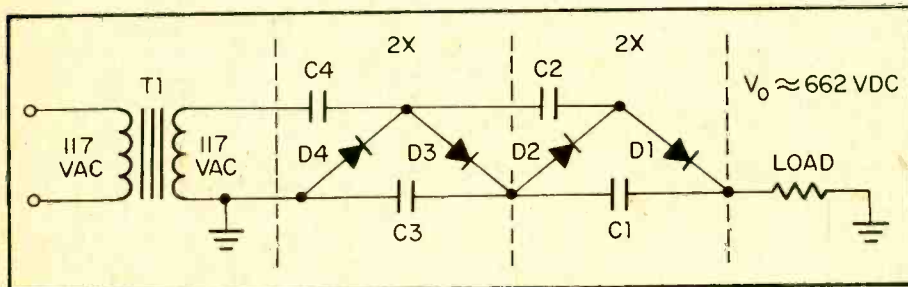 2X 2X
T1 C4 C2 V₀ ≈ 662 VDC
117 VAC 117 VAC D4 D3 D2 D1 LOAD
C3 C1